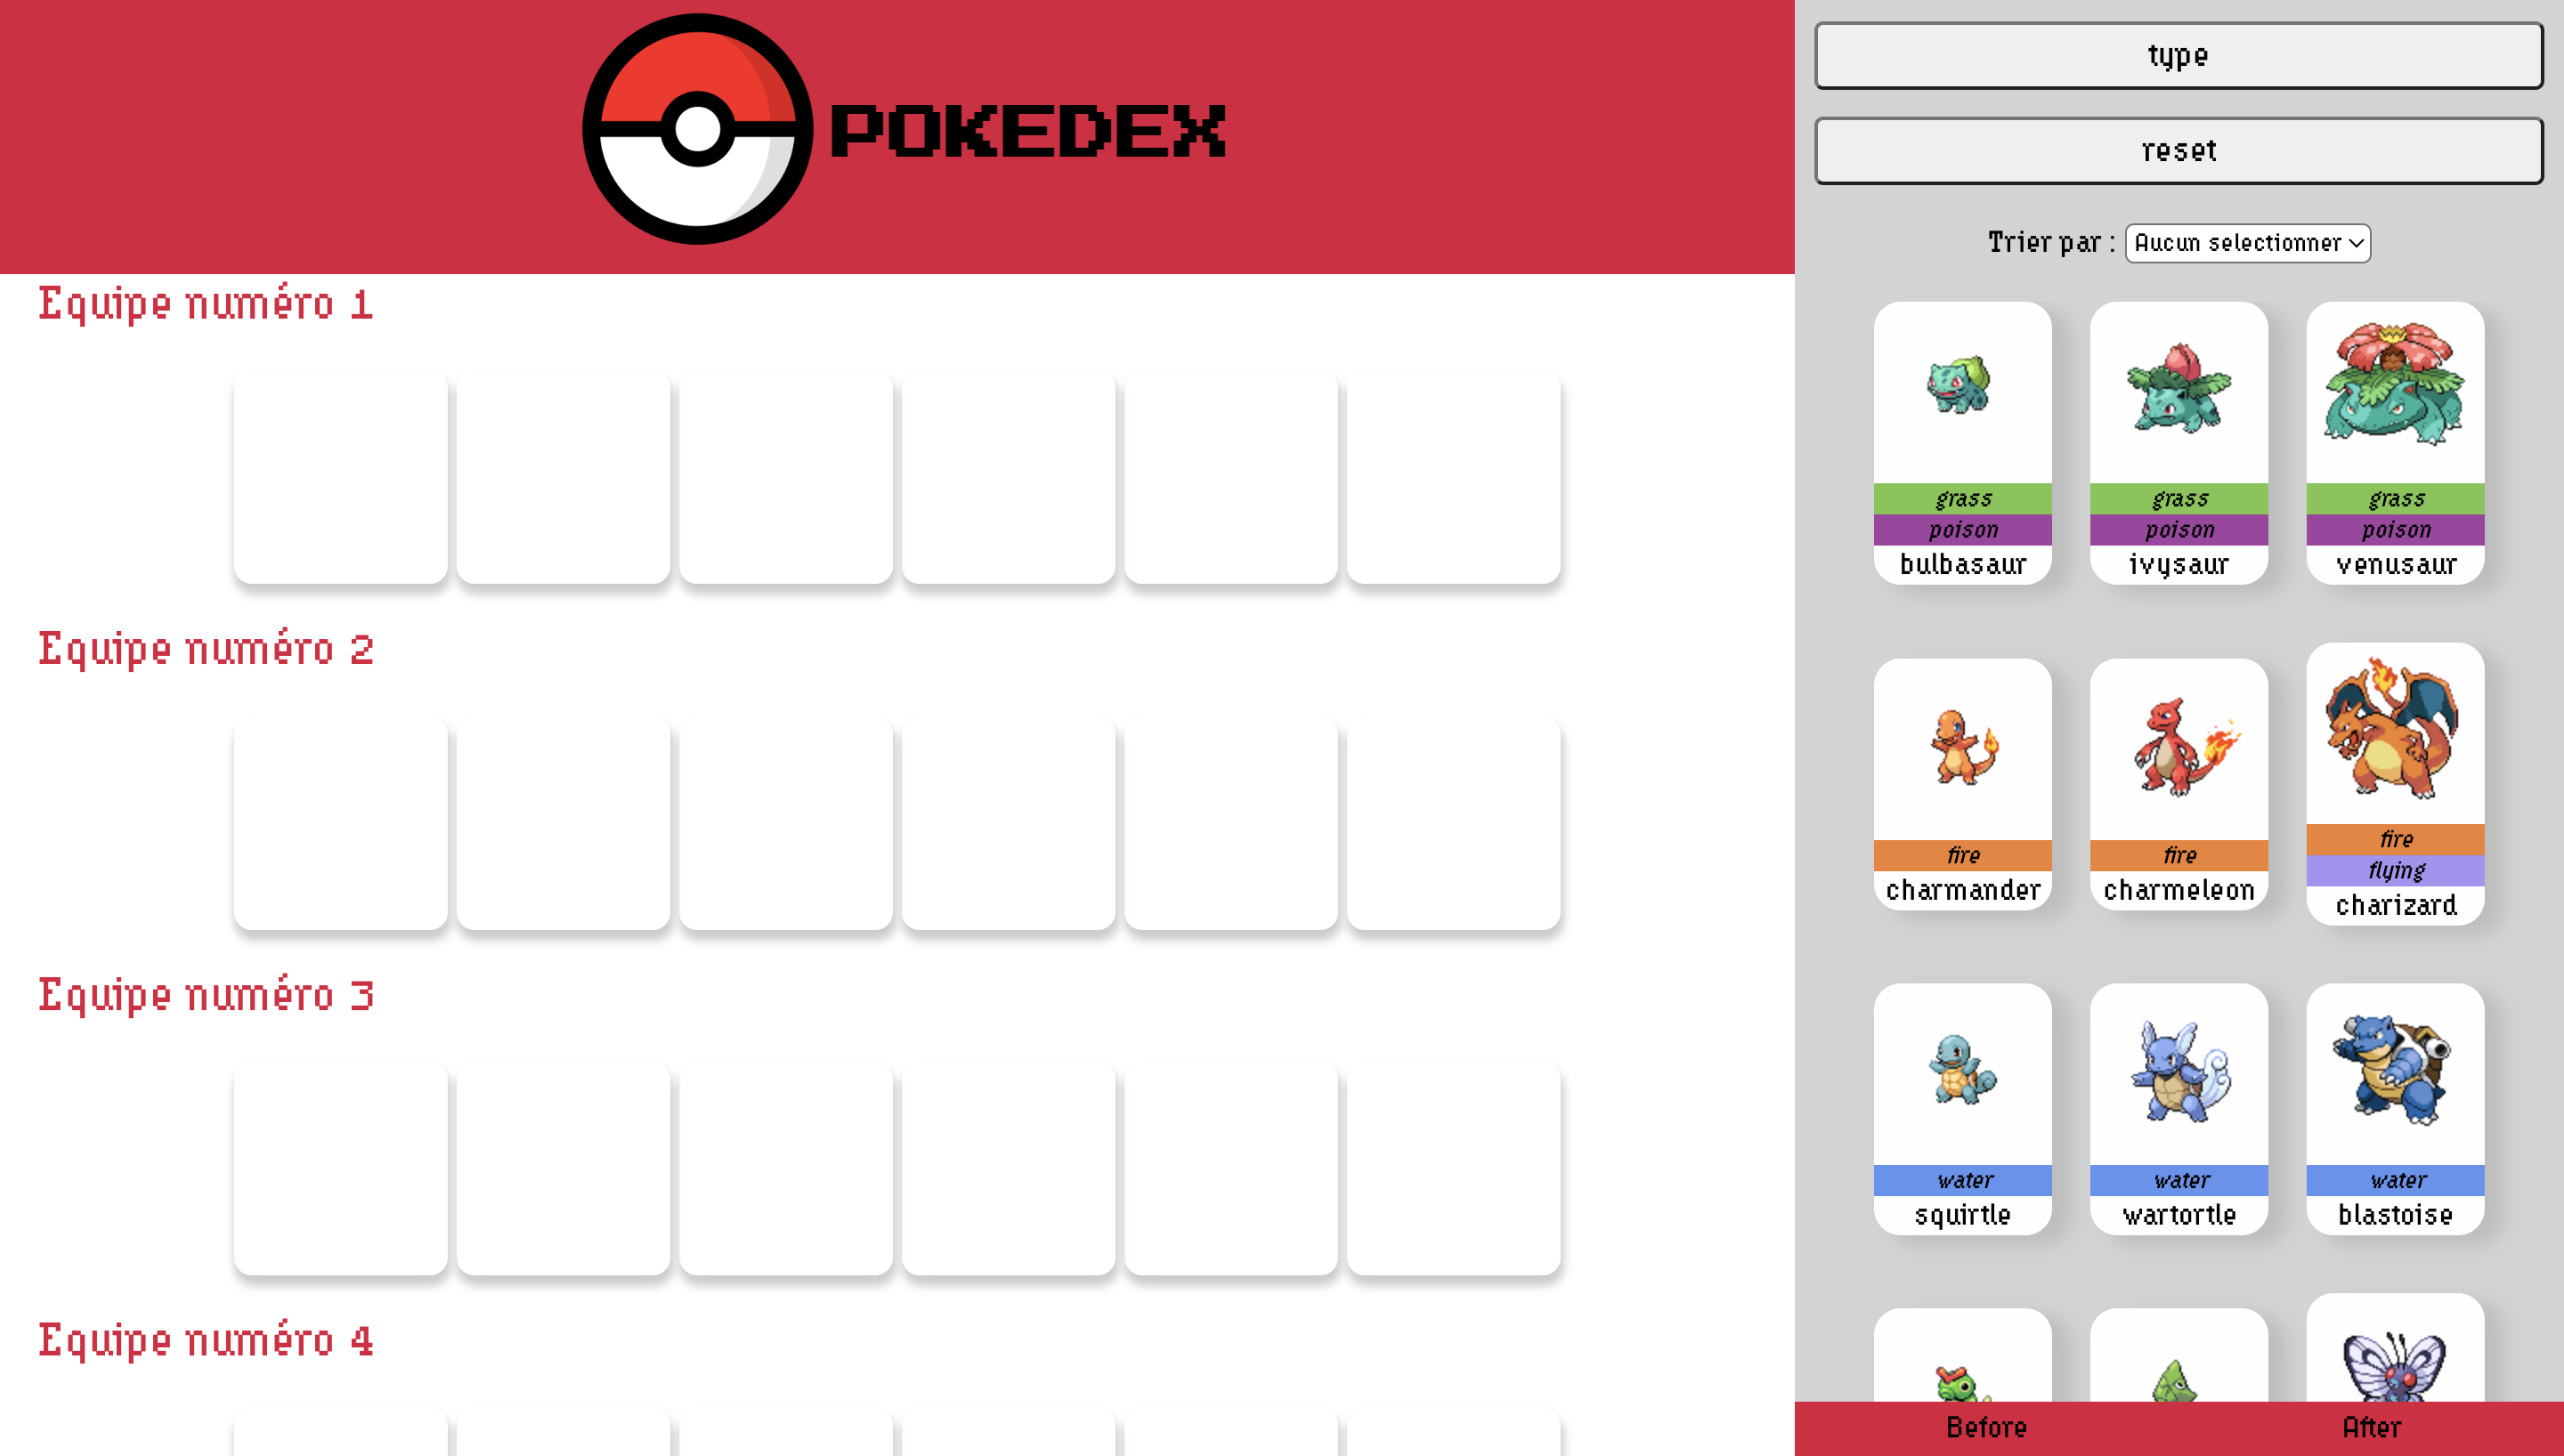 POKEDEX
Equipe numéro 1
Equipe numéro 2
Equipe numéro 3
Equipe numéro 4
type
reset
Trier par : Aucun selectionner
grass grass grass
poison poison poison
bulbasaur ivysaur venusaur
fire fire fire
flying
charmander charmeleon charizard
water water water
squirtle wartortle blastoise
Before After